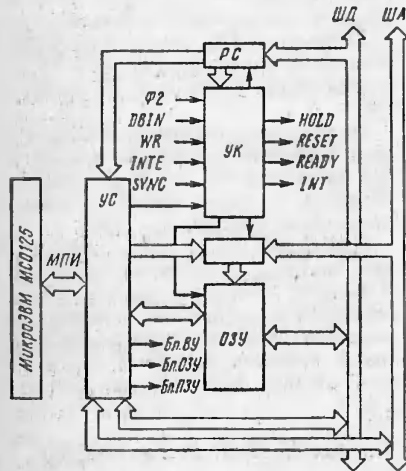 ШД ША
РС
Ф2
DBIN HOLD
WR УК RESET
INTE READY
SYNC INT
УС
МикроЭВМ МС0125
МПИ
ОЗУ
Бл.ВУ
Бл.ОЗУ
Бл.ПЗУ